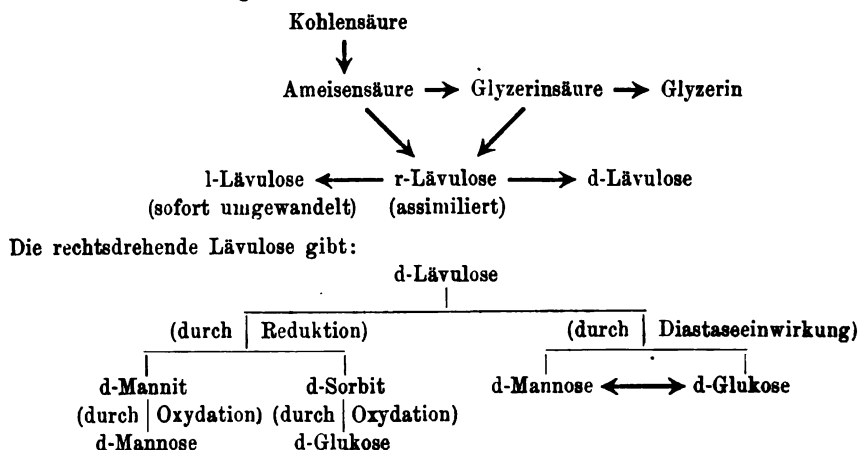 Kohlensäure
Ameisensäure → Glyzerinsäure → Glyzerin
l-Lävulose ← r-Lävulose → d-Lävulose
(sofort umgewandelt) (assimiliert)
Die rechtsdrehende Lävulose gibt:
d-Lävulose
(durch Reduktion) (durch Diastaseeinwirkung)
d-Mannit d-Sorbit d-Mannose ↔ d-Glukose
(durch Oxydation) (durch Oxydation)
d-Mannose d-Glukose